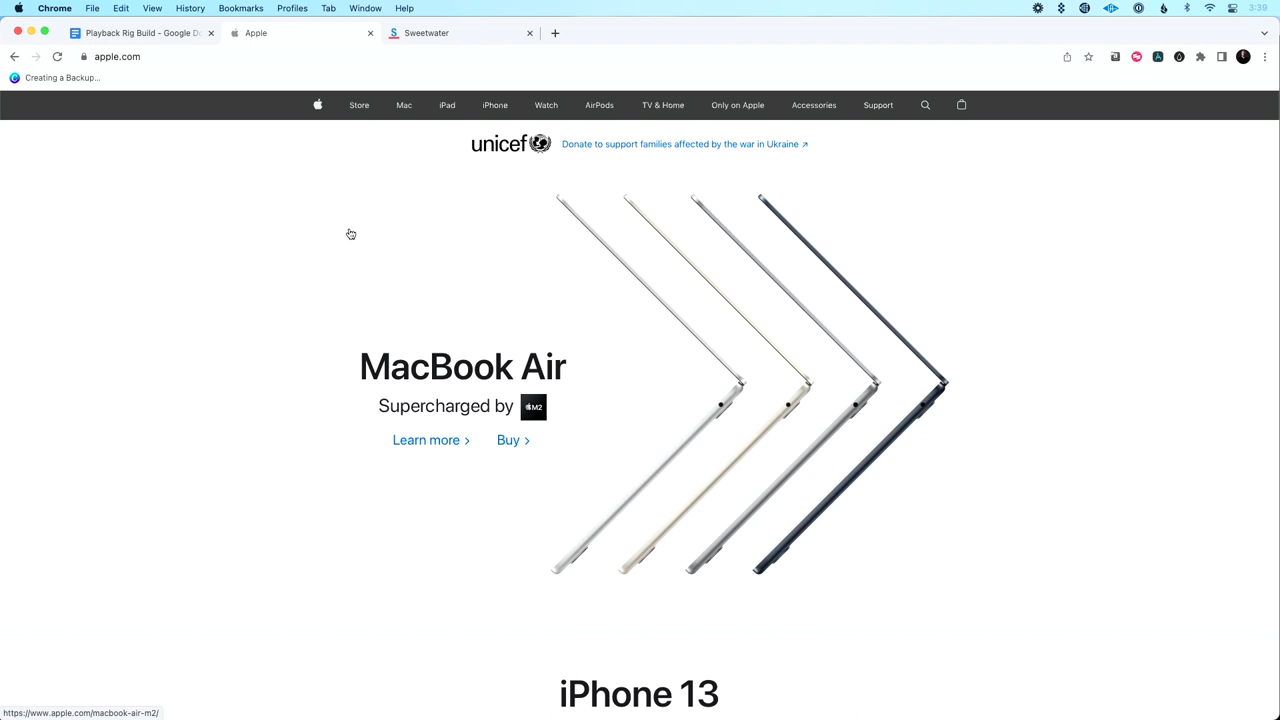 Chrome File Edit View History Bookmarks Profiles Tab Window Help 3:39
Playback Rig Build - Google Do Apple Sweetwater
apple.com
Creating a Backup...
Store Mac iPad iPhone Watch AirPods TV & Home Only on Apple Accessories Support
unicef Donate to support families affected by the war in Ukraine ↗
MacBook Air
Supercharged by M2
Learn more > Buy >
iPhone 13
https://www.apple.com/macbook-air-m2/